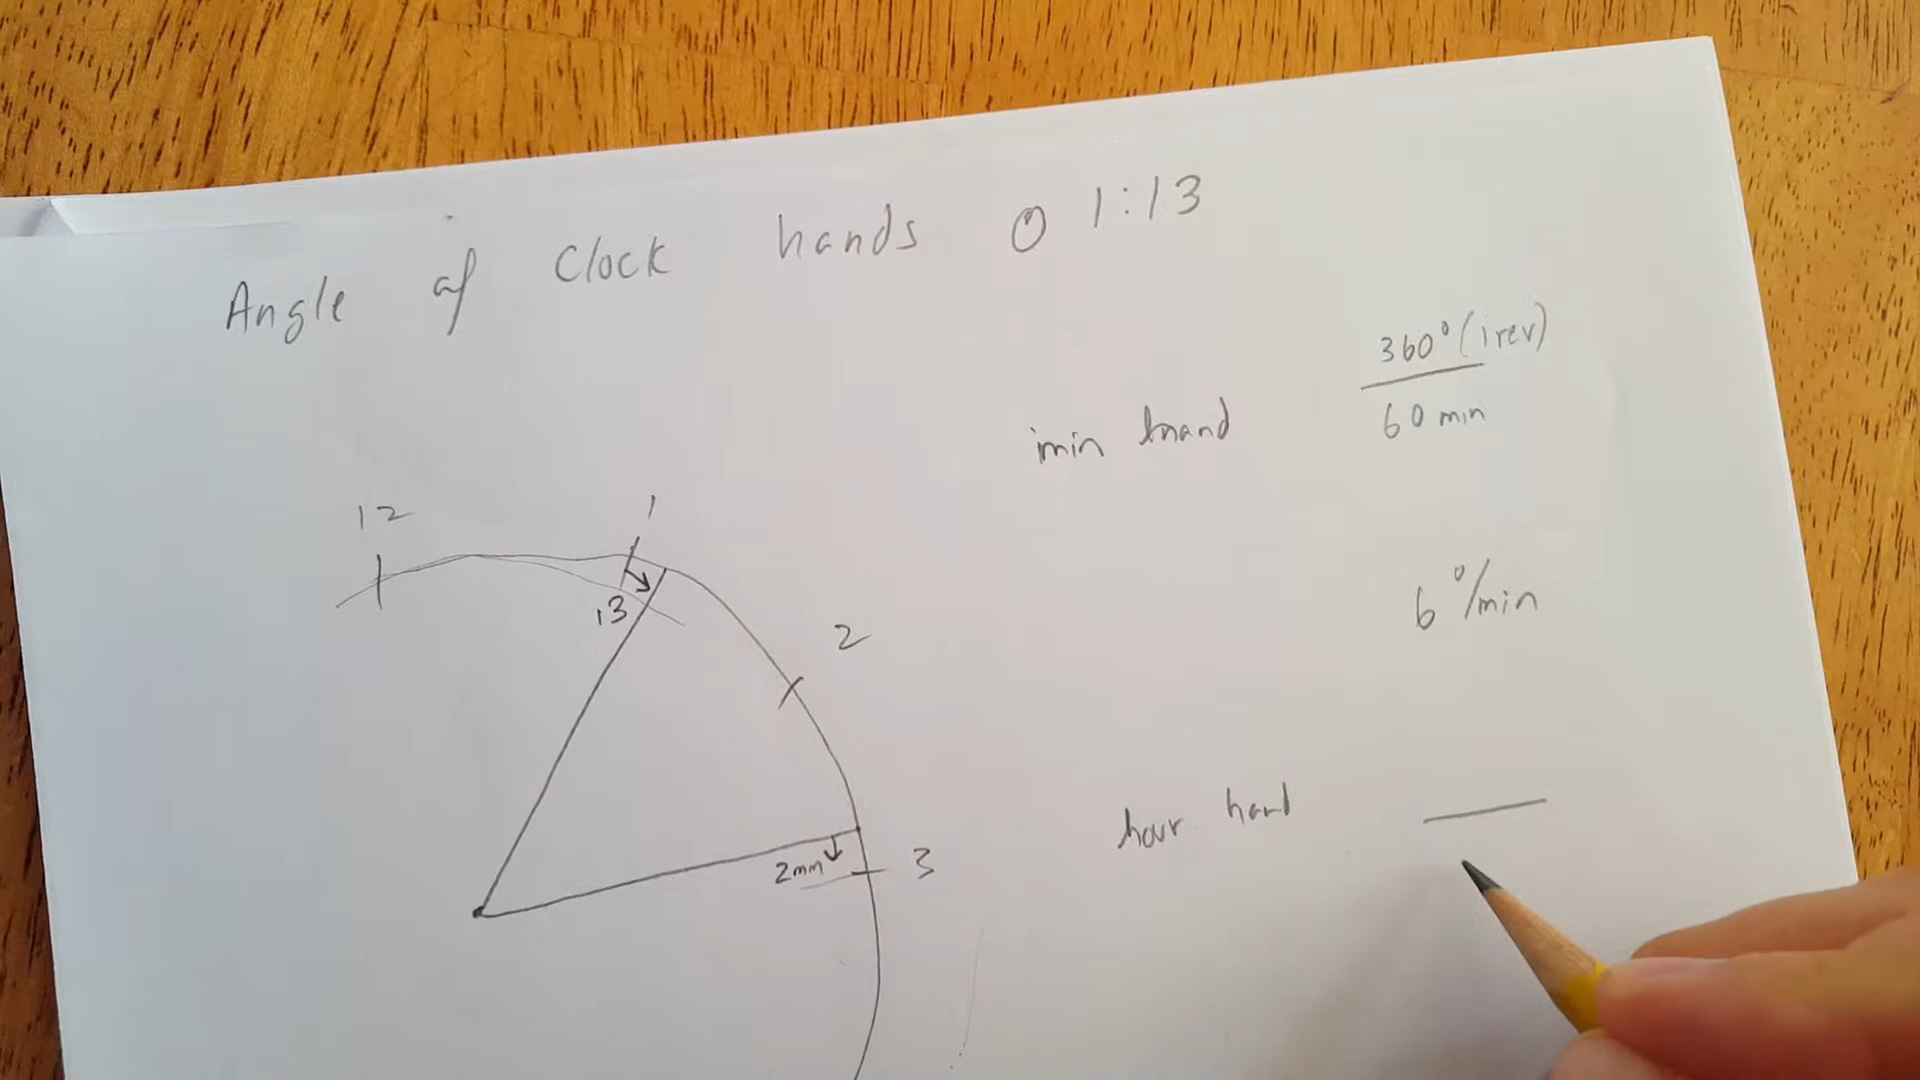 Angle of Clock hands @ 1:13
360° (1 rev)
min hand
60 min
12
1
13
2
6 °/min
hour hand
2mm
3